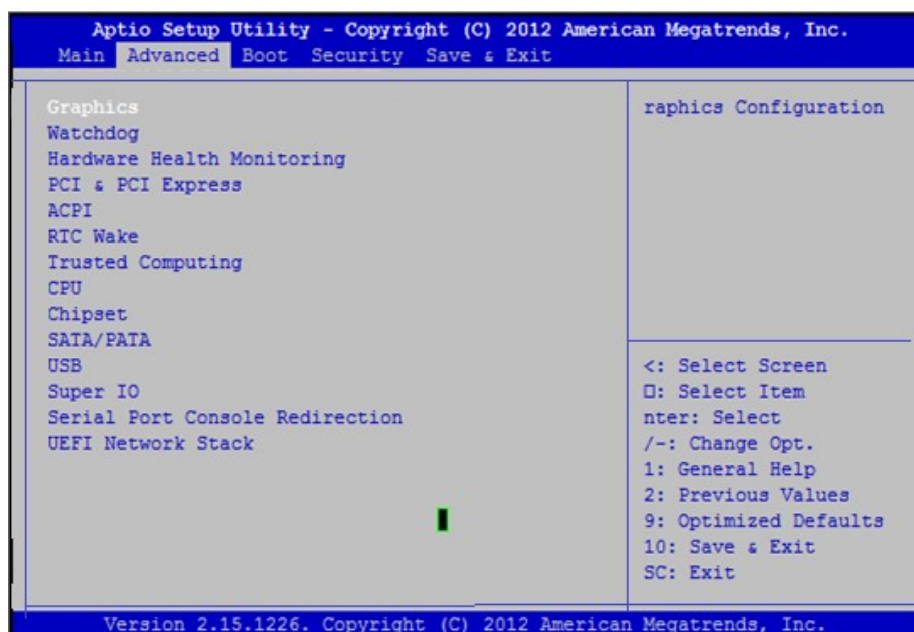 Aptio Setup Utility - Copyright (C) 2012 American Megatrends, Inc.
Main Advanced Boot Security Save & Exit
Graphics
Watchdog
Hardware Health Monitoring
PCI & PCI Express
ACPI
RTC Wake
Trusted Computing
CPU
Chipset
SATA/PATA
USB
Super IO
Serial Port Console Redirection
UEFI Network Stack
raphics Configuration
<: Select Screen
□: Select Item
nter: Select
/-: Change Opt.
1: General Help
2: Previous Values
9: Optimized Defaults
10: Save & Exit
SC: Exit
Version 2.15.1226. Copyright (C) 2012 American Megatrends, Inc.